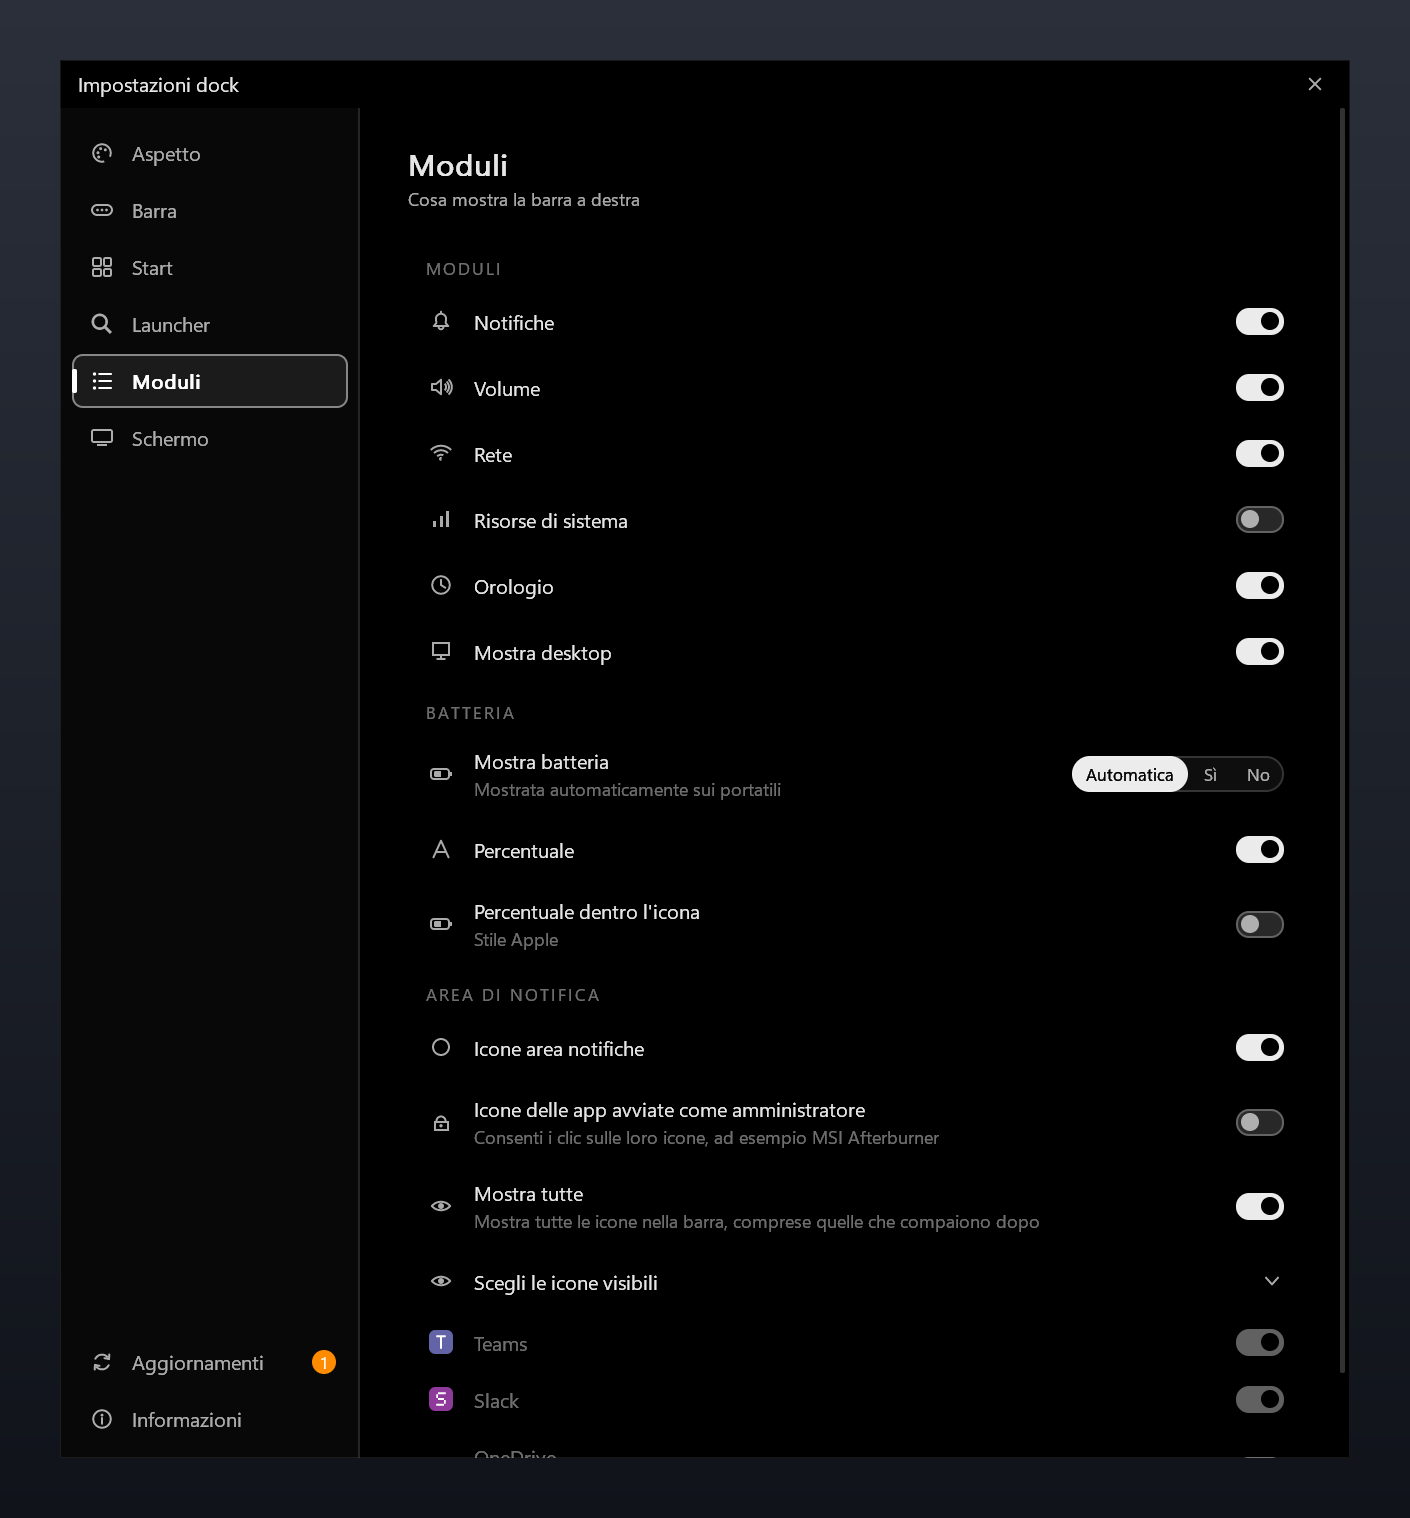 Impostazioni dock
Aspetto
Barra
Start
Launcher
Moduli
Schermo
Aggiornamenti
1
Informazioni
Moduli
Cosa mostra la barra a destra
MODULI
Notifiche
Volume
Rete
Risorse di sistema
Orologio
Mostra desktop
BATTERIA
Mostra batteria
Mostrata automaticamente sui portatili
Automatica Sì No
Percentuale
Percentuale dentro l'icona
Stile Apple
AREA DI NOTIFICA
Icone area notifiche
Icone delle app avviate come amministratore
Consenti i clic sulle loro icone, ad esempio MSI Afterburner
Mostra tutte
Mostra tutte le icone nella barra, comprese quelle che compaiono dopo
Scegli le icone visibili
T Teams
S Slack
OneDrive